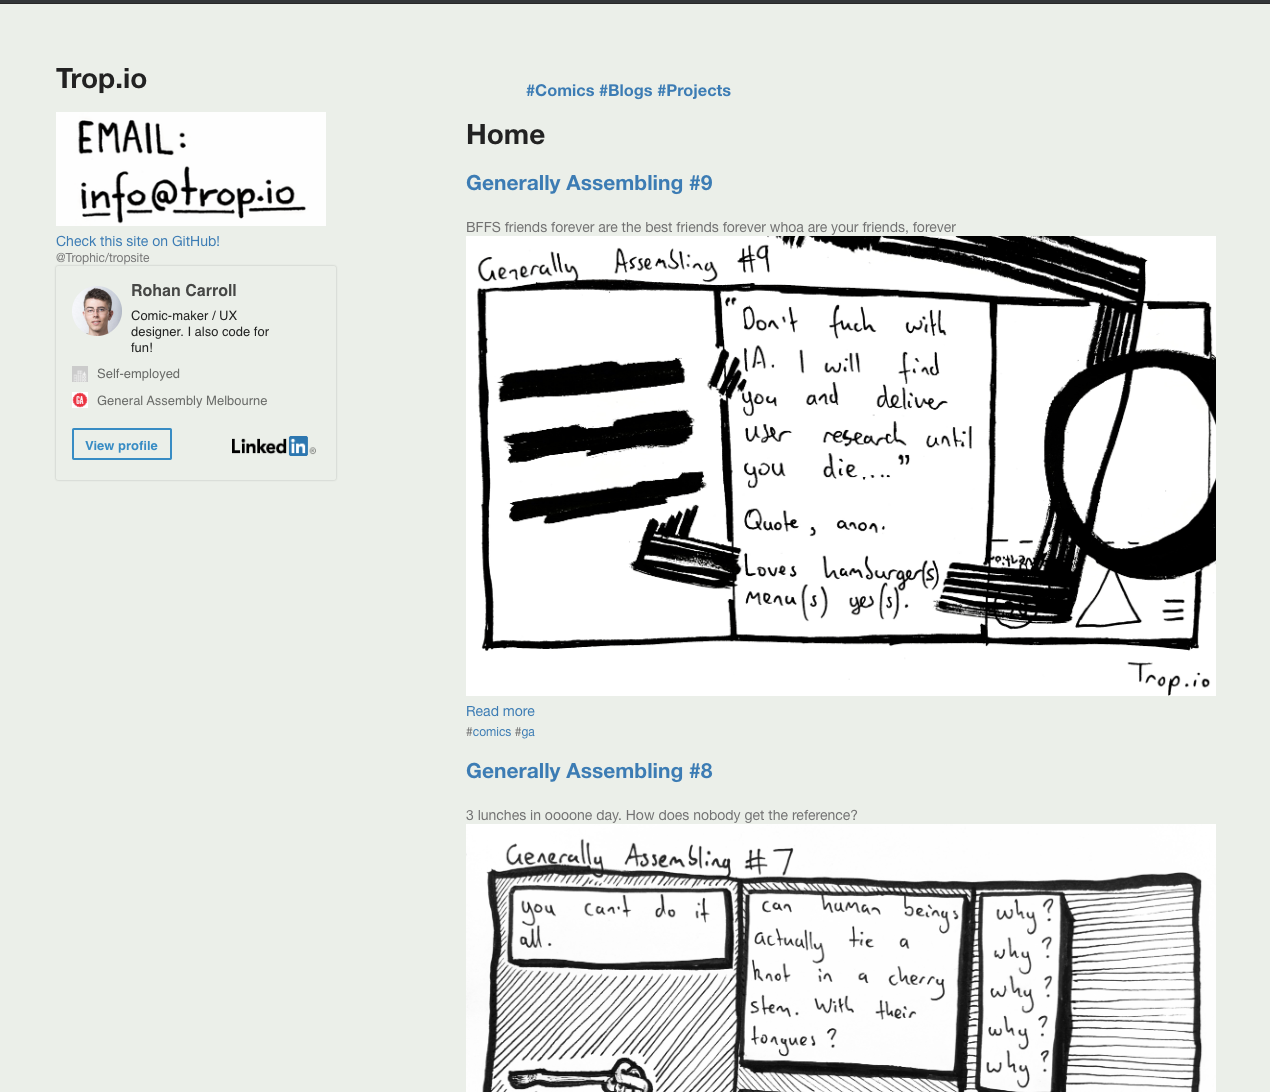 Trop.io
EMAIL:
info@trop.io
Check this site on GitHub!
@Trophic/tropsite
Rohan Carroll
Comic-maker / UX
designer. I also code for
fun!
Self-employed
GA
General Assembly Melbourne
View profile
Linked in®
#Comics #Blogs #Projects
Home
Generally Assembling #9
BFFS friends forever are the best friends forever whoa are your friends, forever
Generally Assembling #9
"Don't fuck with
IA. I will find
you and deliver
user research until
you die...."
Quote, anon.
Loves hamburger(s)
menu(s) yes(s).
Trop.io
Read more
#comics #ga
Generally Assembling #8
3 lunches in oooone day. How does nobody get the reference?
Generally Assembling #7
you can't do it
all.
can human beings
actually tie a
knot in a cherry
stem. With their
tongues?
why?
why?
why?
why?
why?